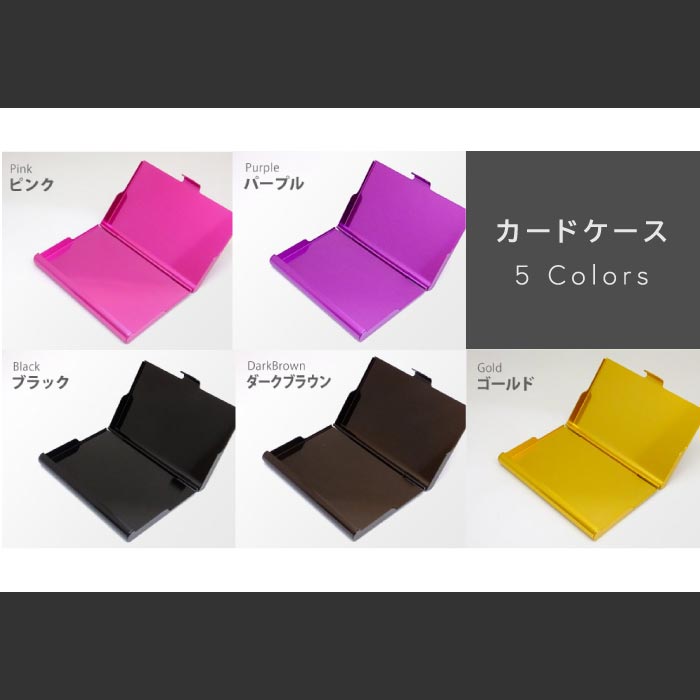 Pink
ピンク
Purple
パープル
カードケース
5 Colors
Black
ブラック
DarkBrown
ダークブラウン
Gold
ゴールド